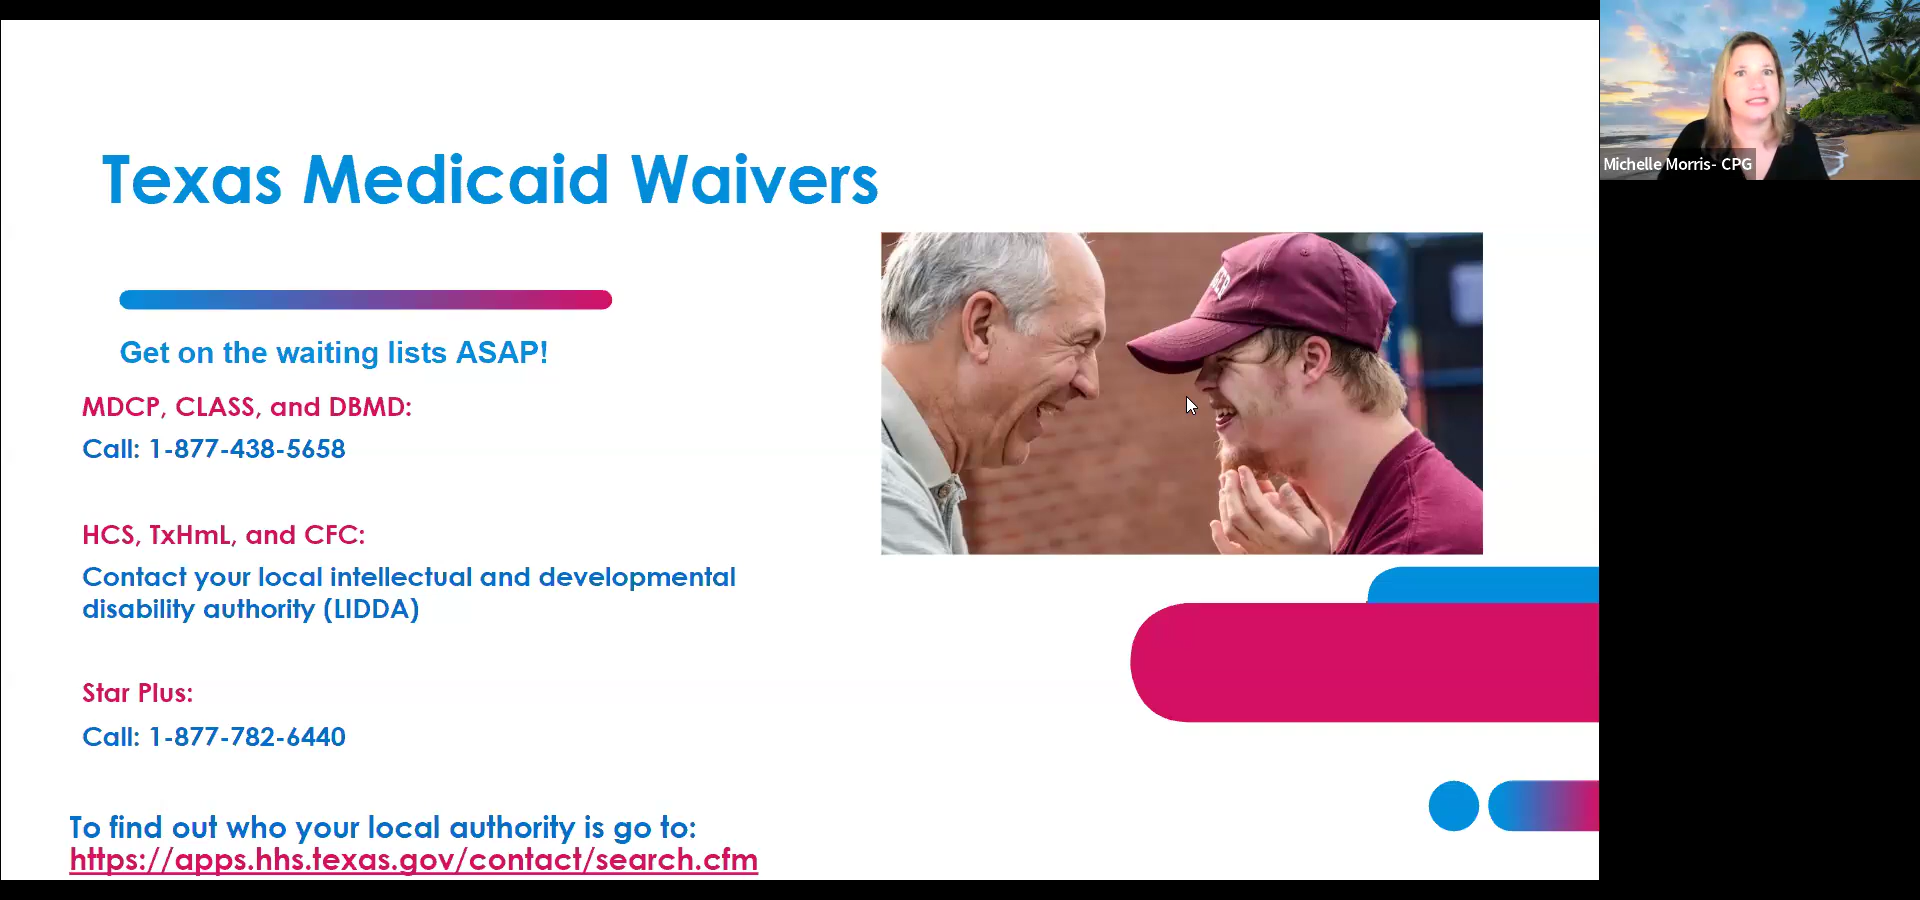 Texas Medicaid Waivers
Get on the waiting lists ASAP!
MDCP, CLASS, and DBMD:
Call: 1-877-438-5658
HCS, TxHmL, and CFC:
Contact your local intellectual and developmental
disability authority (LIDDA)
Star Plus:
Call: 1-877-782-6440
To find out who your local authority is go to:
https://apps.hhs.texas.gov/contact/search.cfm
Michelle Morris- CPG